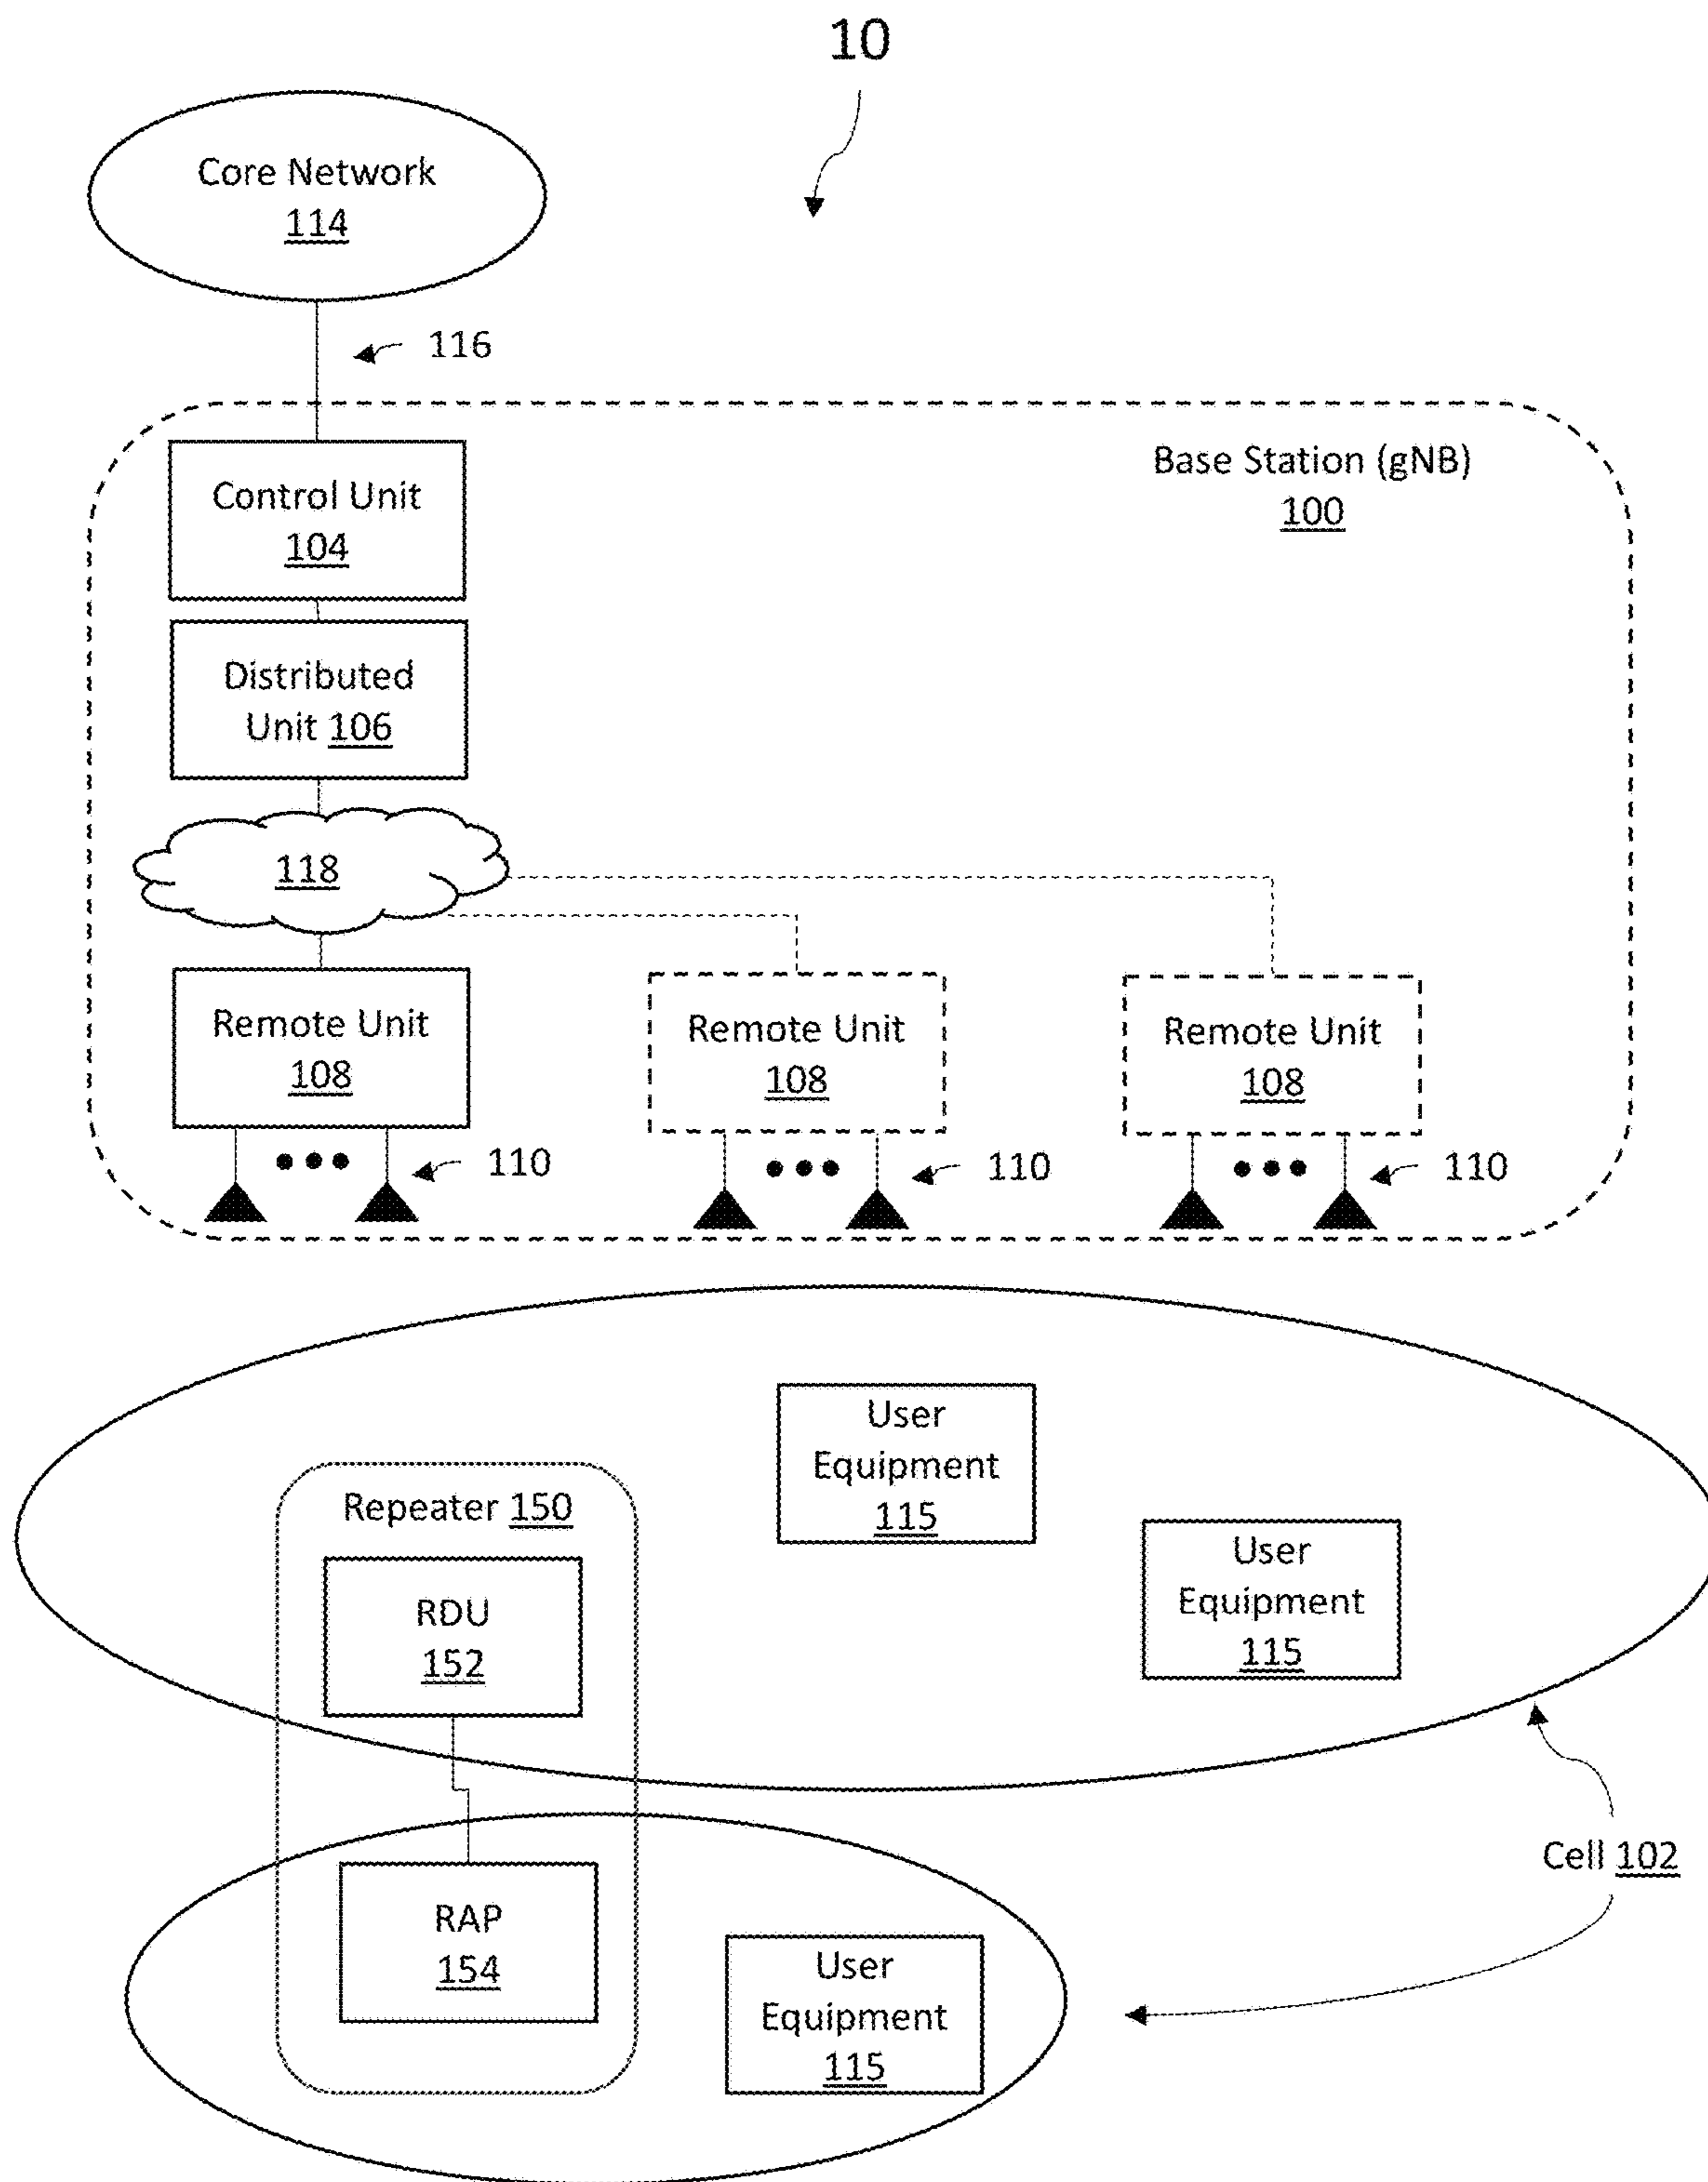 10
Core Network
114
116
Base Station (gNB)
100
Control Unit
104
Distributed
Unit 106
118
Remote Unit
108
Remote Unit
108
Remote Unit
108
110
110
110
User
Equipment
115
Repeater 150
User
Equipment
115
RDU
152
Cell 102
RAP
154
User
Equipment
115